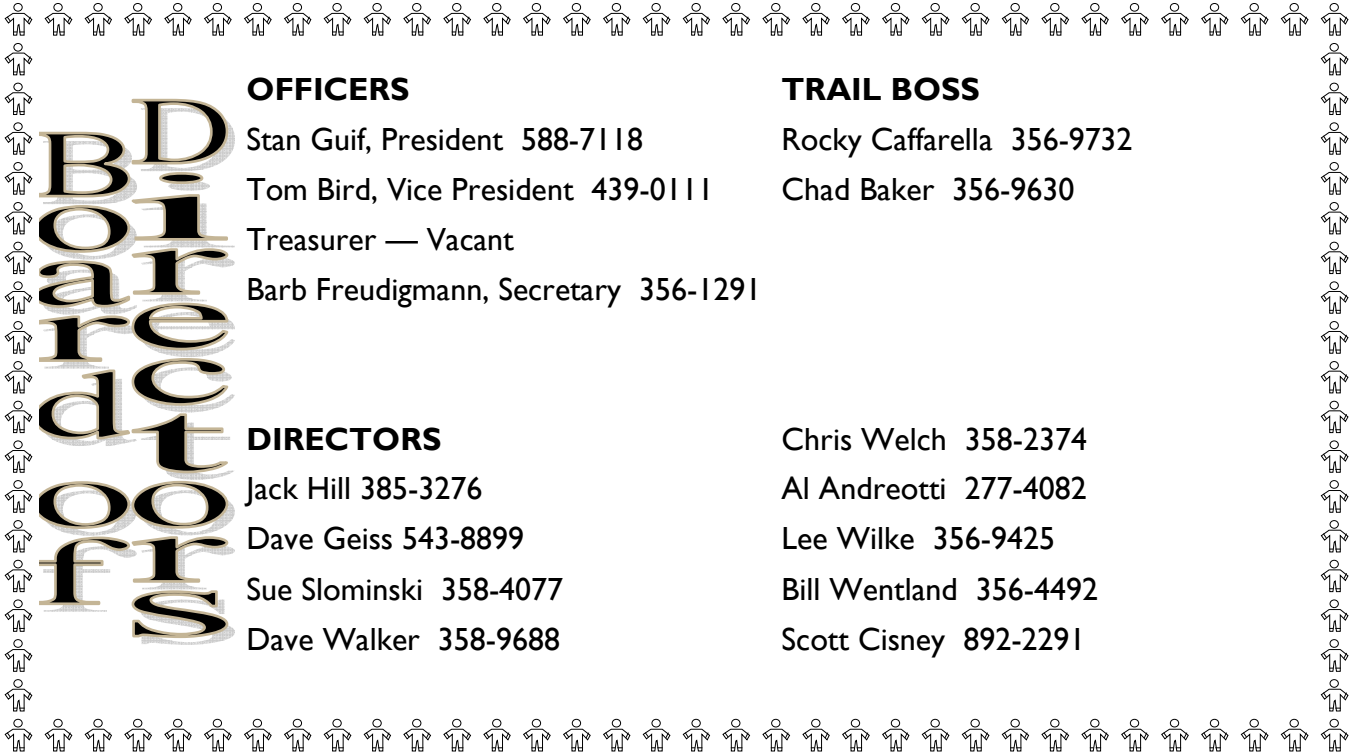 Board of
Directors
OFFICERS
Stan Guif, President 588-7118
Tom Bird, Vice President 439-0111
Treasurer — Vacant
Barb Freudigmann, Secretary 356-1291
TRAIL BOSS
Rocky Caffarella 356-9732
Chad Baker 356-9630
DIRECTORS
Jack Hill 385-3276
Dave Geiss 543-8899
Sue Slominski 358-4077
Dave Walker 358-9688
Chris Welch 358-2374
Al Andreotti 277-4082
Lee Wilke 356-9425
Bill Wentland 356-4492
Scott Cisney 892-2291